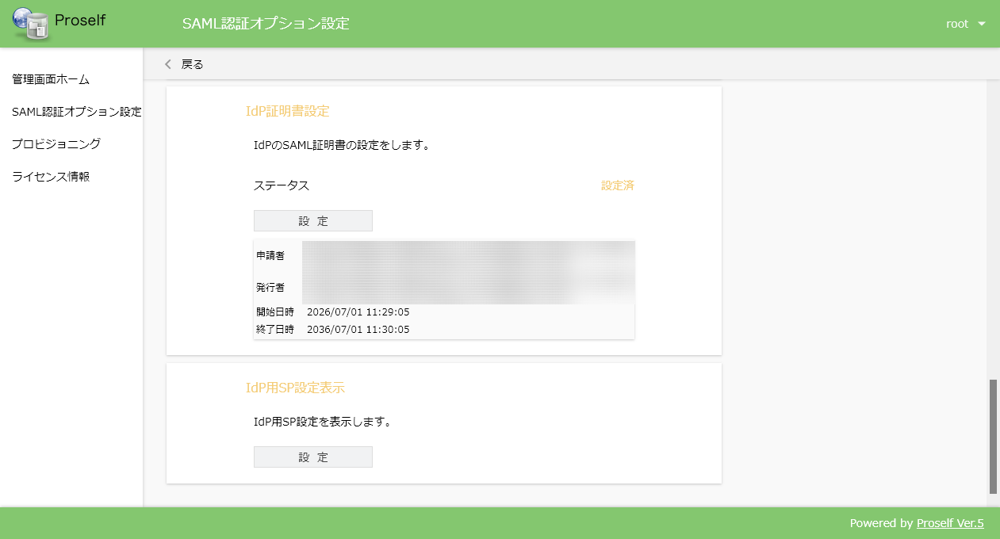 Proself
SAML認証オプション設定
root
戻る
管理画面ホーム
SAML認証オプション設定
プロビジョニング
ライセンス情報
IdP証明書設定
IdPのSAML証明書の設定をします。
ステータス 設定済
設 定
申請者
発行者
開始日時 2026/07/01 11:29:05
終了日時 2036/07/01 11:30:05
IdP用SP設定表示
IdP用SP設定を表示します。
設 定
Powered by Proself Ver.5